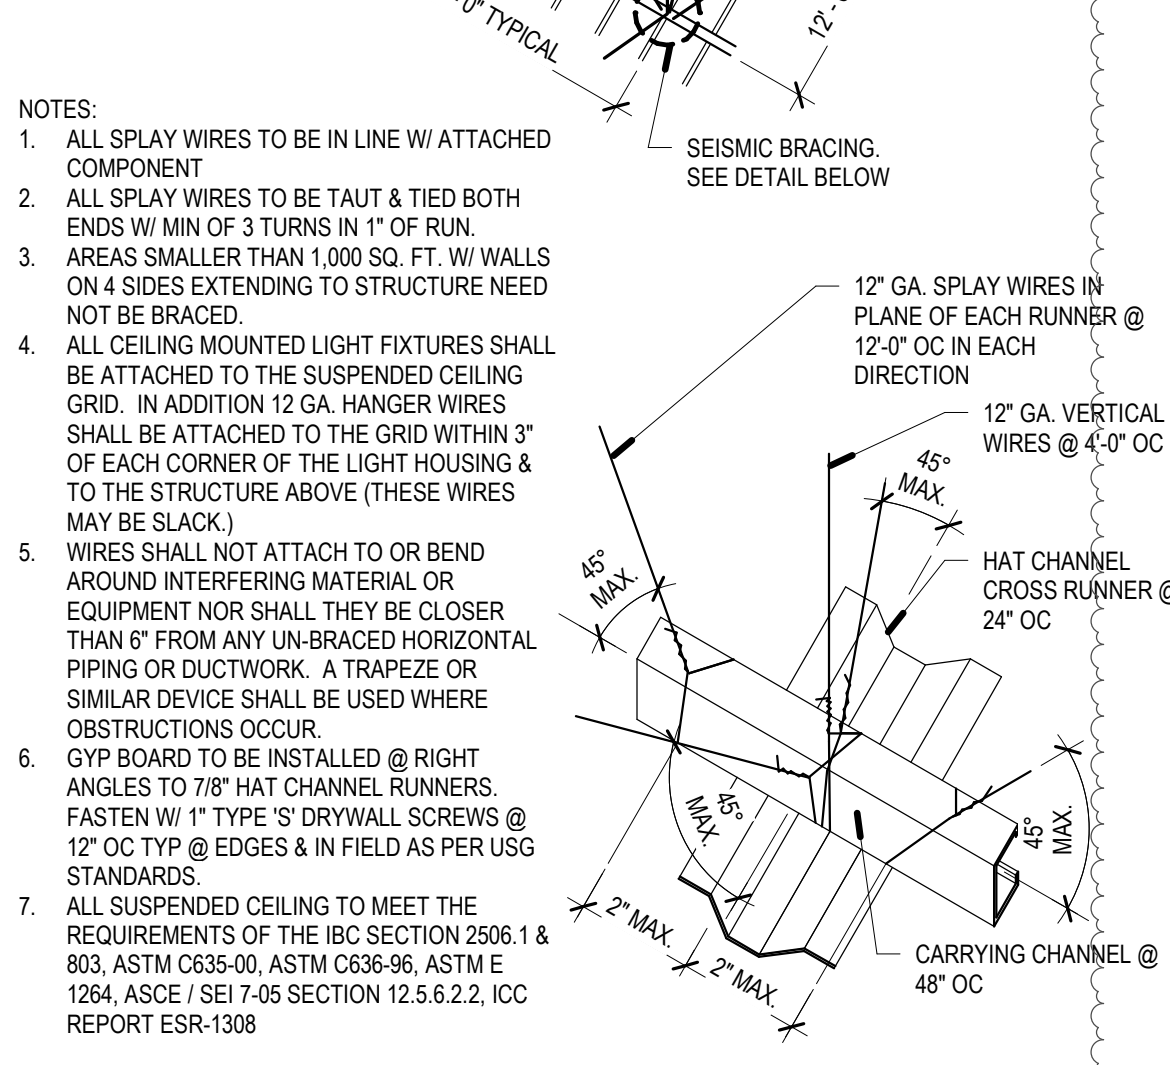 0" TYPICAL
12'-
NOTES:
1. ALL SPLAY WIRES TO BE IN LINE W/ ATTACHED
COMPONENT
2. ALL SPLAY WIRES TO BE TAUT & TIED BOTH
ENDS W/ MIN OF 3 TURNS IN 1" OF RUN.
3. AREAS SMALLER THAN 1,000 SQ. FT. W/ WALLS
ON 4 SIDES EXTENDING TO STRUCTURE NEED
NOT BE BRACED.
4. ALL CEILING MOUNTED LIGHT FIXTURES SHALL
BE ATTACHED TO THE SUSPENDED CEILING
GRID. IN ADDITION 12 GA. HANGER WIRES
SHALL BE ATTACHED TO THE GRID WITHIN 3"
OF EACH CORNER OF THE LIGHT HOUSING &
TO THE STRUCTURE ABOVE (THESE WIRES
MAY BE SLACK.)
5. WIRES SHALL NOT ATTACH TO OR BEND
AROUND INTERFERING MATERIAL OR
EQUIPMENT NOR SHALL THEY BE CLOSER
THAN 6" FROM ANY UN-BRACED HORIZONTAL
PIPING OR DUCTWORK. A TRAPEZE OR
SIMILAR DEVICE SHALL BE USED WHERE
OBSTRUCTIONS OCCUR.
6. GYP BOARD TO BE INSTALLED @ RIGHT
ANGLES TO 7/8" HAT CHANNEL RUNNERS.
FASTEN W/ 1" TYPE 'S' DRYWALL SCREWS @
12" OC TYP @ EDGES & IN FIELD AS PER USG
STANDARDS.
7. ALL SUSPENDED CEILING TO MEET THE
REQUIREMENTS OF THE IBC SECTION 2506.1 &
803, ASTM C635-00, ASTM C636-96, ASTM E
1264, ASCE / SEI 7-05 SECTION 12.5.6.2.2, ICC
REPORT ESR-1308
SEISMIC BRACING.
SEE DETAIL BELOW
12" GA. SPLAY WIRES IN
PLANE OF EACH RUNNER @
12'-0" OC IN EACH
DIRECTION
12" GA. VERTICAL
WIRES @ 4'-0" OC
45°
MAX.
45°
MAX.
HAT CHANNEL
CROSS RUNNER @
24" OC
45°
MAX.
45°
MAX.
2" MAX.
2" MAX.
CARRYING CHANNEL @
48" OC